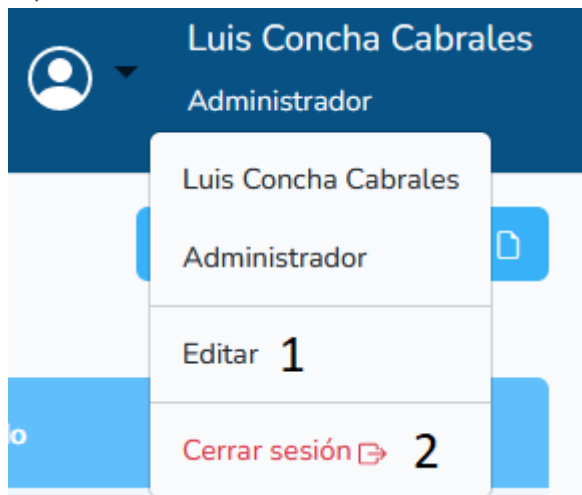 Luis Concha Cabrales
Administrador
Luis Concha Cabrales
Administrador
Editar 1
Cerrar sesión 2